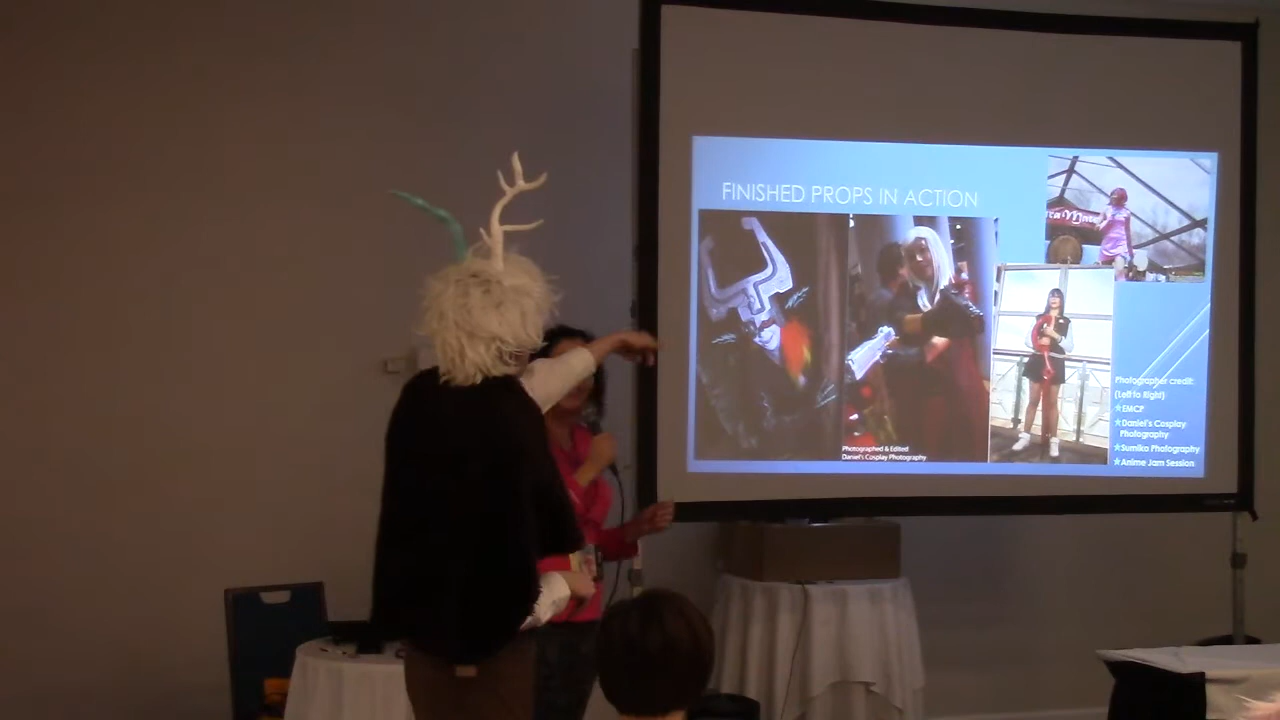 FINISHED PROPS IN ACTION
Photographed & Edited
Daniel's Cosplay Photography
Photographer credit:
(Left to Right)
EMCP
Daniel's Cosplay
Photography
Sumiko Photography
Anime Jam Session